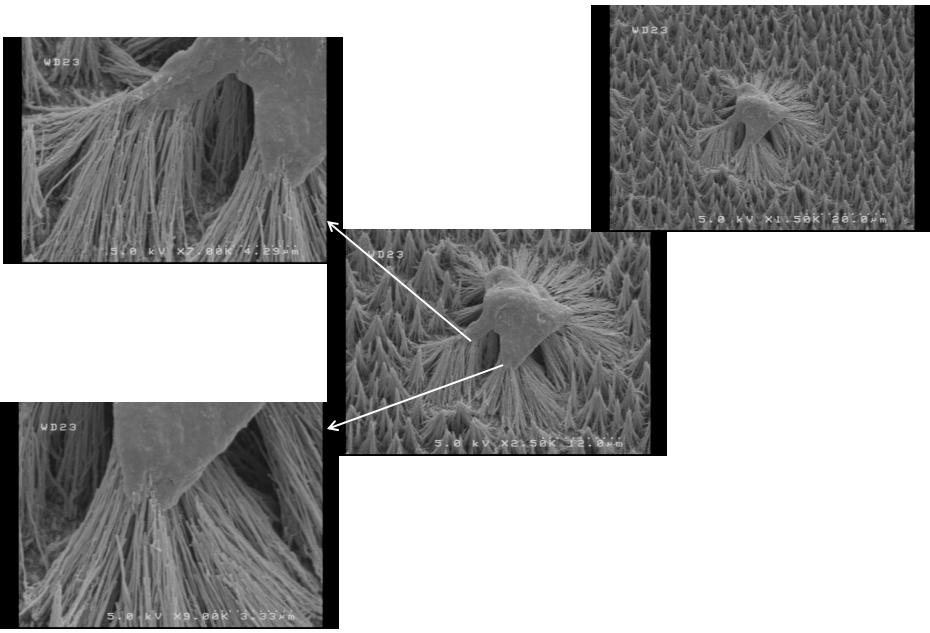 WD23
5.0 kV X1.50K 20.0µm
WD23
5.0 kV X7.00K 4.29µm
WD23
5.0 kV X2.50K 12.0µm
WD23
5.0 kV X9.00K 3.33µm